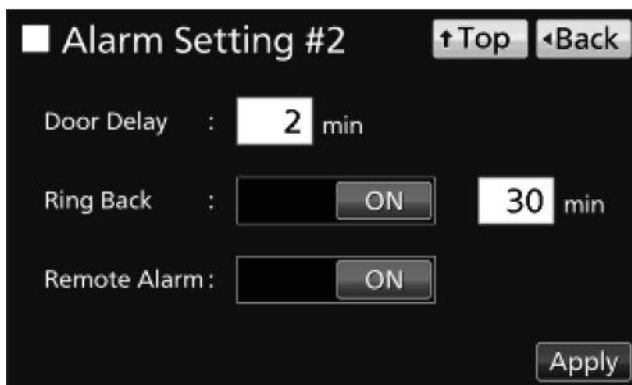 ■ Alarm Setting #2 ↑Top ◂Back
Door Delay : 2 min
Ring Back : ON 30 min
Remote Alarm : ON
Apply